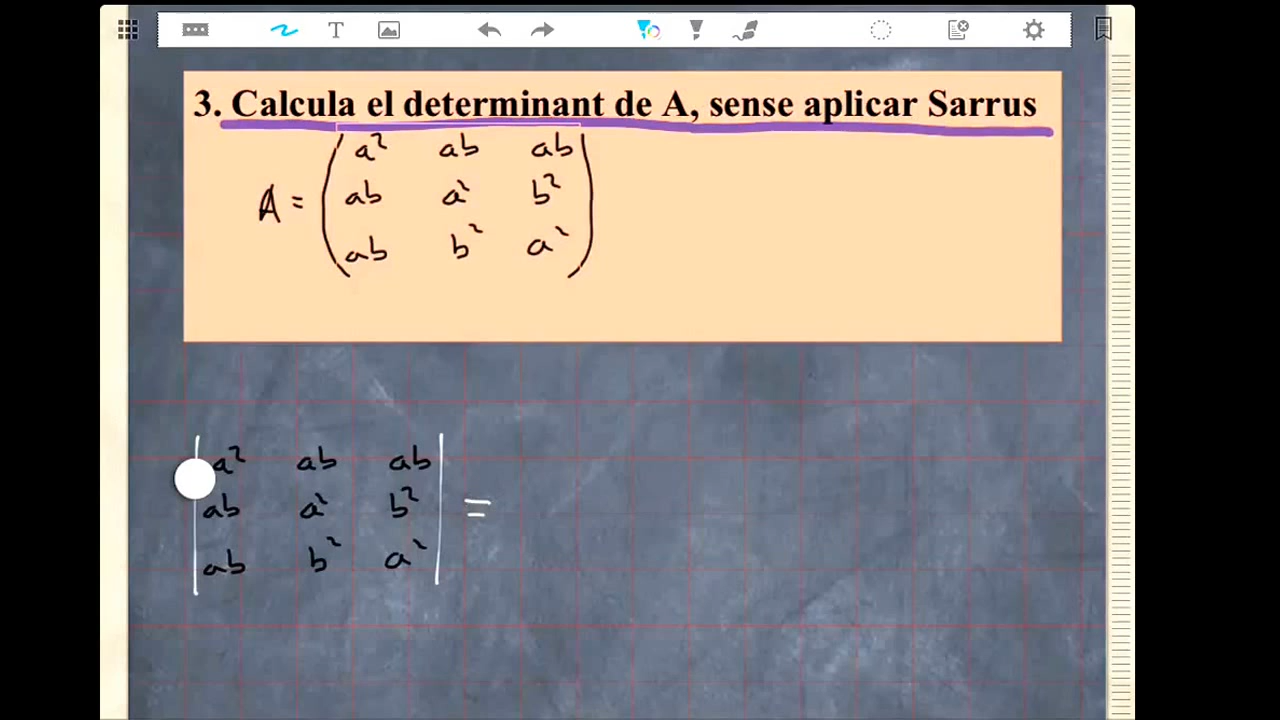 3. Calcula el determinant de A, sense aplicar Sarrus
a² ab ab
A = ab a² b²
ab b² a²
a² ab ab
ab a² b² =
ab b² a²